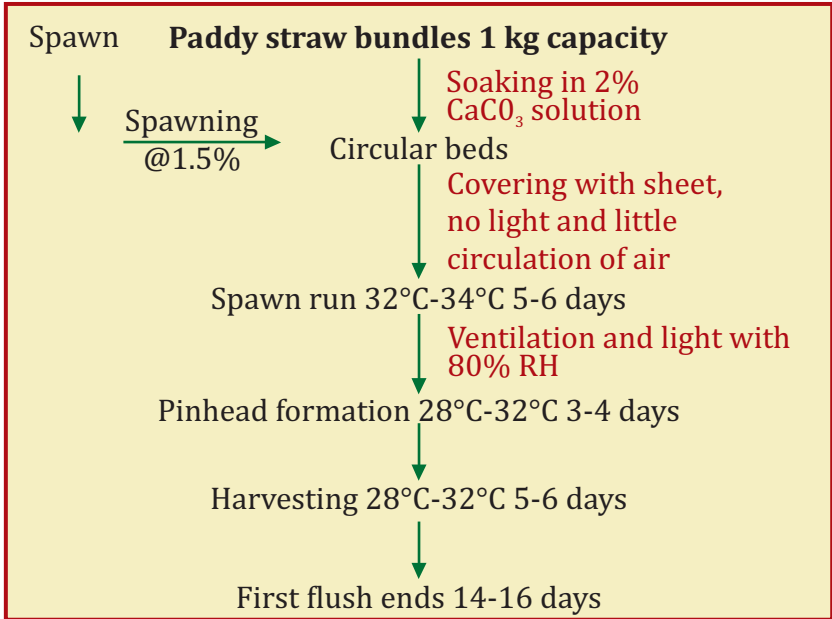 Spawn
Paddy straw bundles 1 kg capacity
Soaking in 2%
CaC0₃ solution
Spawning
@1.5%
Circular beds
Covering with sheet,
no light and little
circulation of air
Spawn run 32°C-34°C 5-6 days
Ventilation and light with
80% RH
Pinhead formation 28°C-32°C 3-4 days
Harvesting 28°C-32°C 5-6 days
First flush ends 14-16 days